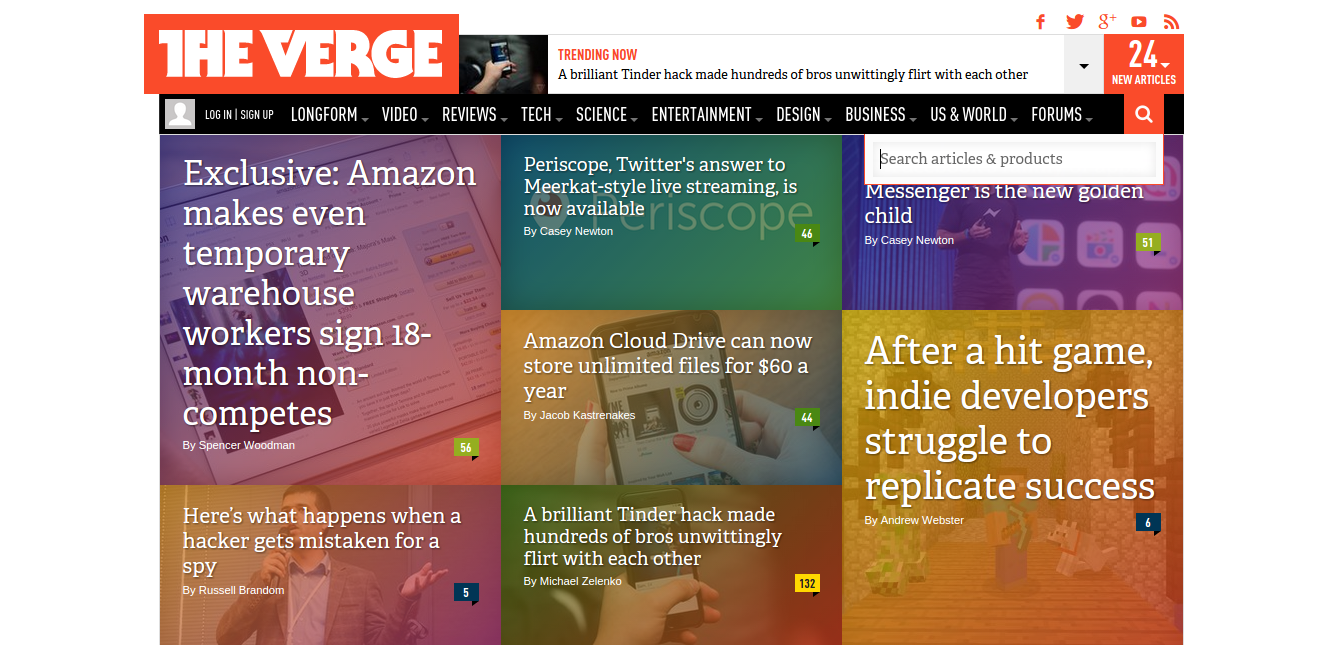 THE VERGE
TRENDING NOW
A brilliant Tinder hack made hundreds of bros unwittingly flirt with each other
24
NEW ARTICLES
LOG IN | SIGN UP LONGFORM VIDEO REVIEWS TECH SCIENCE ENTERTAINMENT DESIGN BUSINESS US & WORLD FORUMS
Search articles & products
Exclusive: Amazon
makes even
temporary
warehouse
workers sign 18-
month non-
competes
By Spencer Woodman
56
Periscope, Twitter's answer to
Meerkat-style live streaming, is
now available
By Casey Newton
46
Periscope
Messenger is the new golden
child
By Casey Newton
51
Amazon Cloud Drive can now
store unlimited files for $60 a
year
By Jacob Kastrenakes
44
After a hit game,
indie developers
struggle to
replicate success
By Andrew Webster
6
Here's what happens when a
hacker gets mistaken for a
spy
By Russell Brandom
5
A brilliant Tinder hack made
hundreds of bros unwittingly
flirt with each other
By Michael Zelenko
132